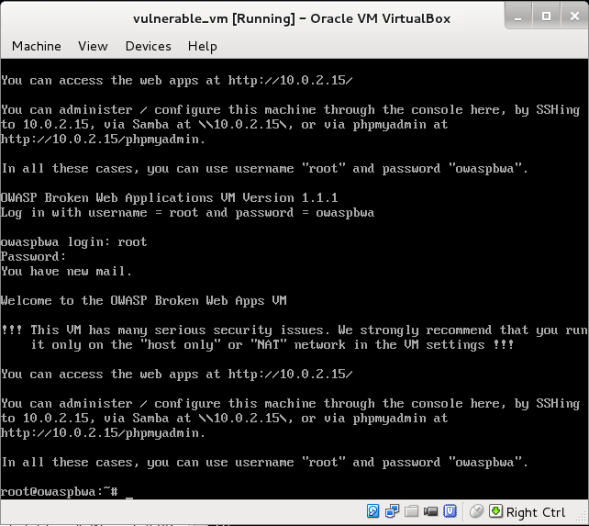 vulnerable_vm [Running] - Oracle VM VirtualBox
Machine View Devices Help
You can access the web apps at http://10.0.2.15/
You can administer / configure this machine through the console here, by SSHing
to 10.0.2.15, via Samba at \\10.0.2.15\, or via phpmyadmin at
http://10.0.2.15/phpmyadmin.
In all these cases, you can use username "root" and password "owaspbwa".
OWASP Broken Web Applications VM Version 1.1.1
Log in with username = root and password = owaspbwa
owaspbwa login: root
Password:
You have new mail.
Welcome to the OWASP Broken Web Apps VM
!!! This VM has many serious security issues. We strongly recommend that you run
it only on the "host only" or "NAT" network in the VM settings !!!
You can access the web apps at http://10.0.2.15/
You can administer / configure this machine through the console here, by SSHing
to 10.0.2.15, via Samba at \\10.0.2.15\, or via phpmyadmin at
http://10.0.2.15/phpmyadmin.
In all these cases, you can use username "root" and password "owaspbwa".
root@owaspbwa:~# _
Right Ctrl